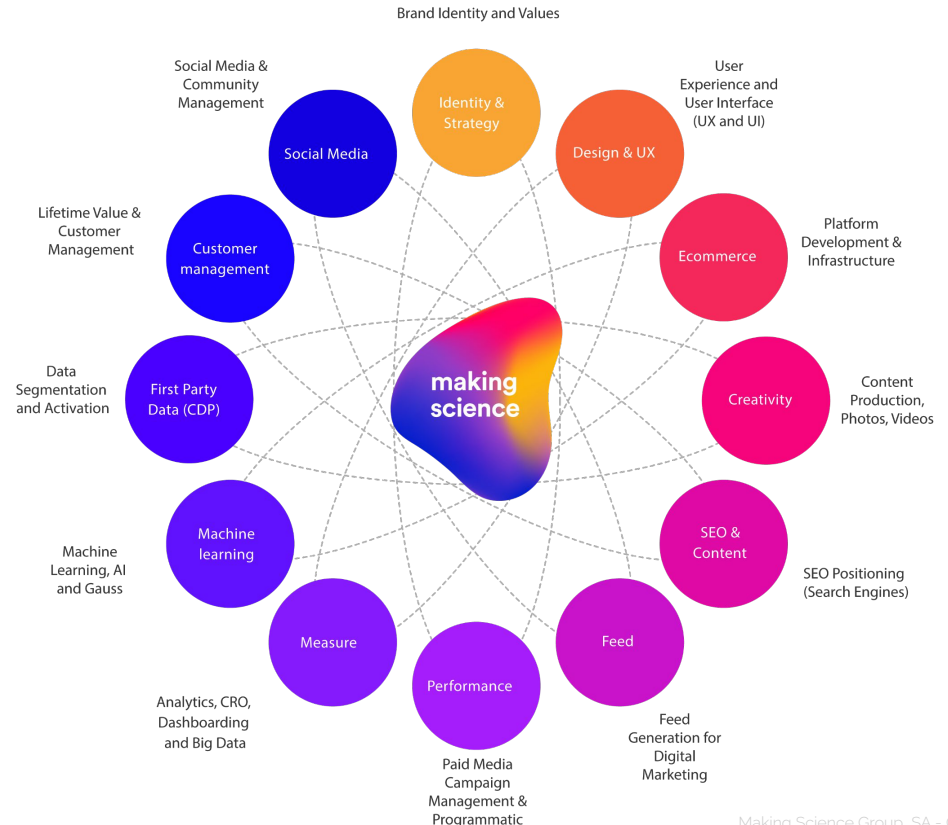 Brand Identity and Values
Identity &
Strategy
User
Experience and
User Interface
(UX and UI)
Design & UX
Platform
Development &
Infrastructure
Ecommerce
Content
Production,
Photos, Videos
Creativity
SEO Positioning
(Search Engines)
SEO &
Content
Feed
Generation for
Digital
Marketing
Feed
Paid Media
Campaign
Management &
Programmatic
Performance
Analytics, CRO,
Dashboarding
and Big Data
Measure
Machine
Learning, AI
and Gauss
Machine
learning
Data
Segmentation
and Activation
First Party
Data (CDP)
Lifetime Value &
Customer
Management
Customer
management
Social Media &
Community
Management
Social Media
making
science
Making Science Group, SA -